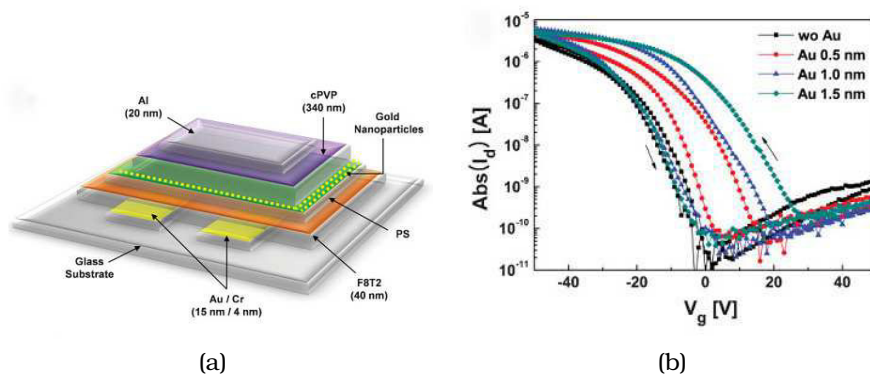 Al
(20 nm)
cPVP
(340 nm)
Gold
Nanoparticles
PS
F8T2
(40 nm)
Au / Cr
(15 nm / 4 nm)
Glass
Substrate
(a)
(b)
10⁻⁵
10⁻⁶
10⁻⁷
10⁻⁸
10⁻⁹
10⁻¹⁰
10⁻¹¹
Abs(I_d) [A]
wo Au
Au 0.5 nm
Au 1.0 nm
Au 1.5 nm
-40 -20 0 20 40
V_g [V]
(a) (b)